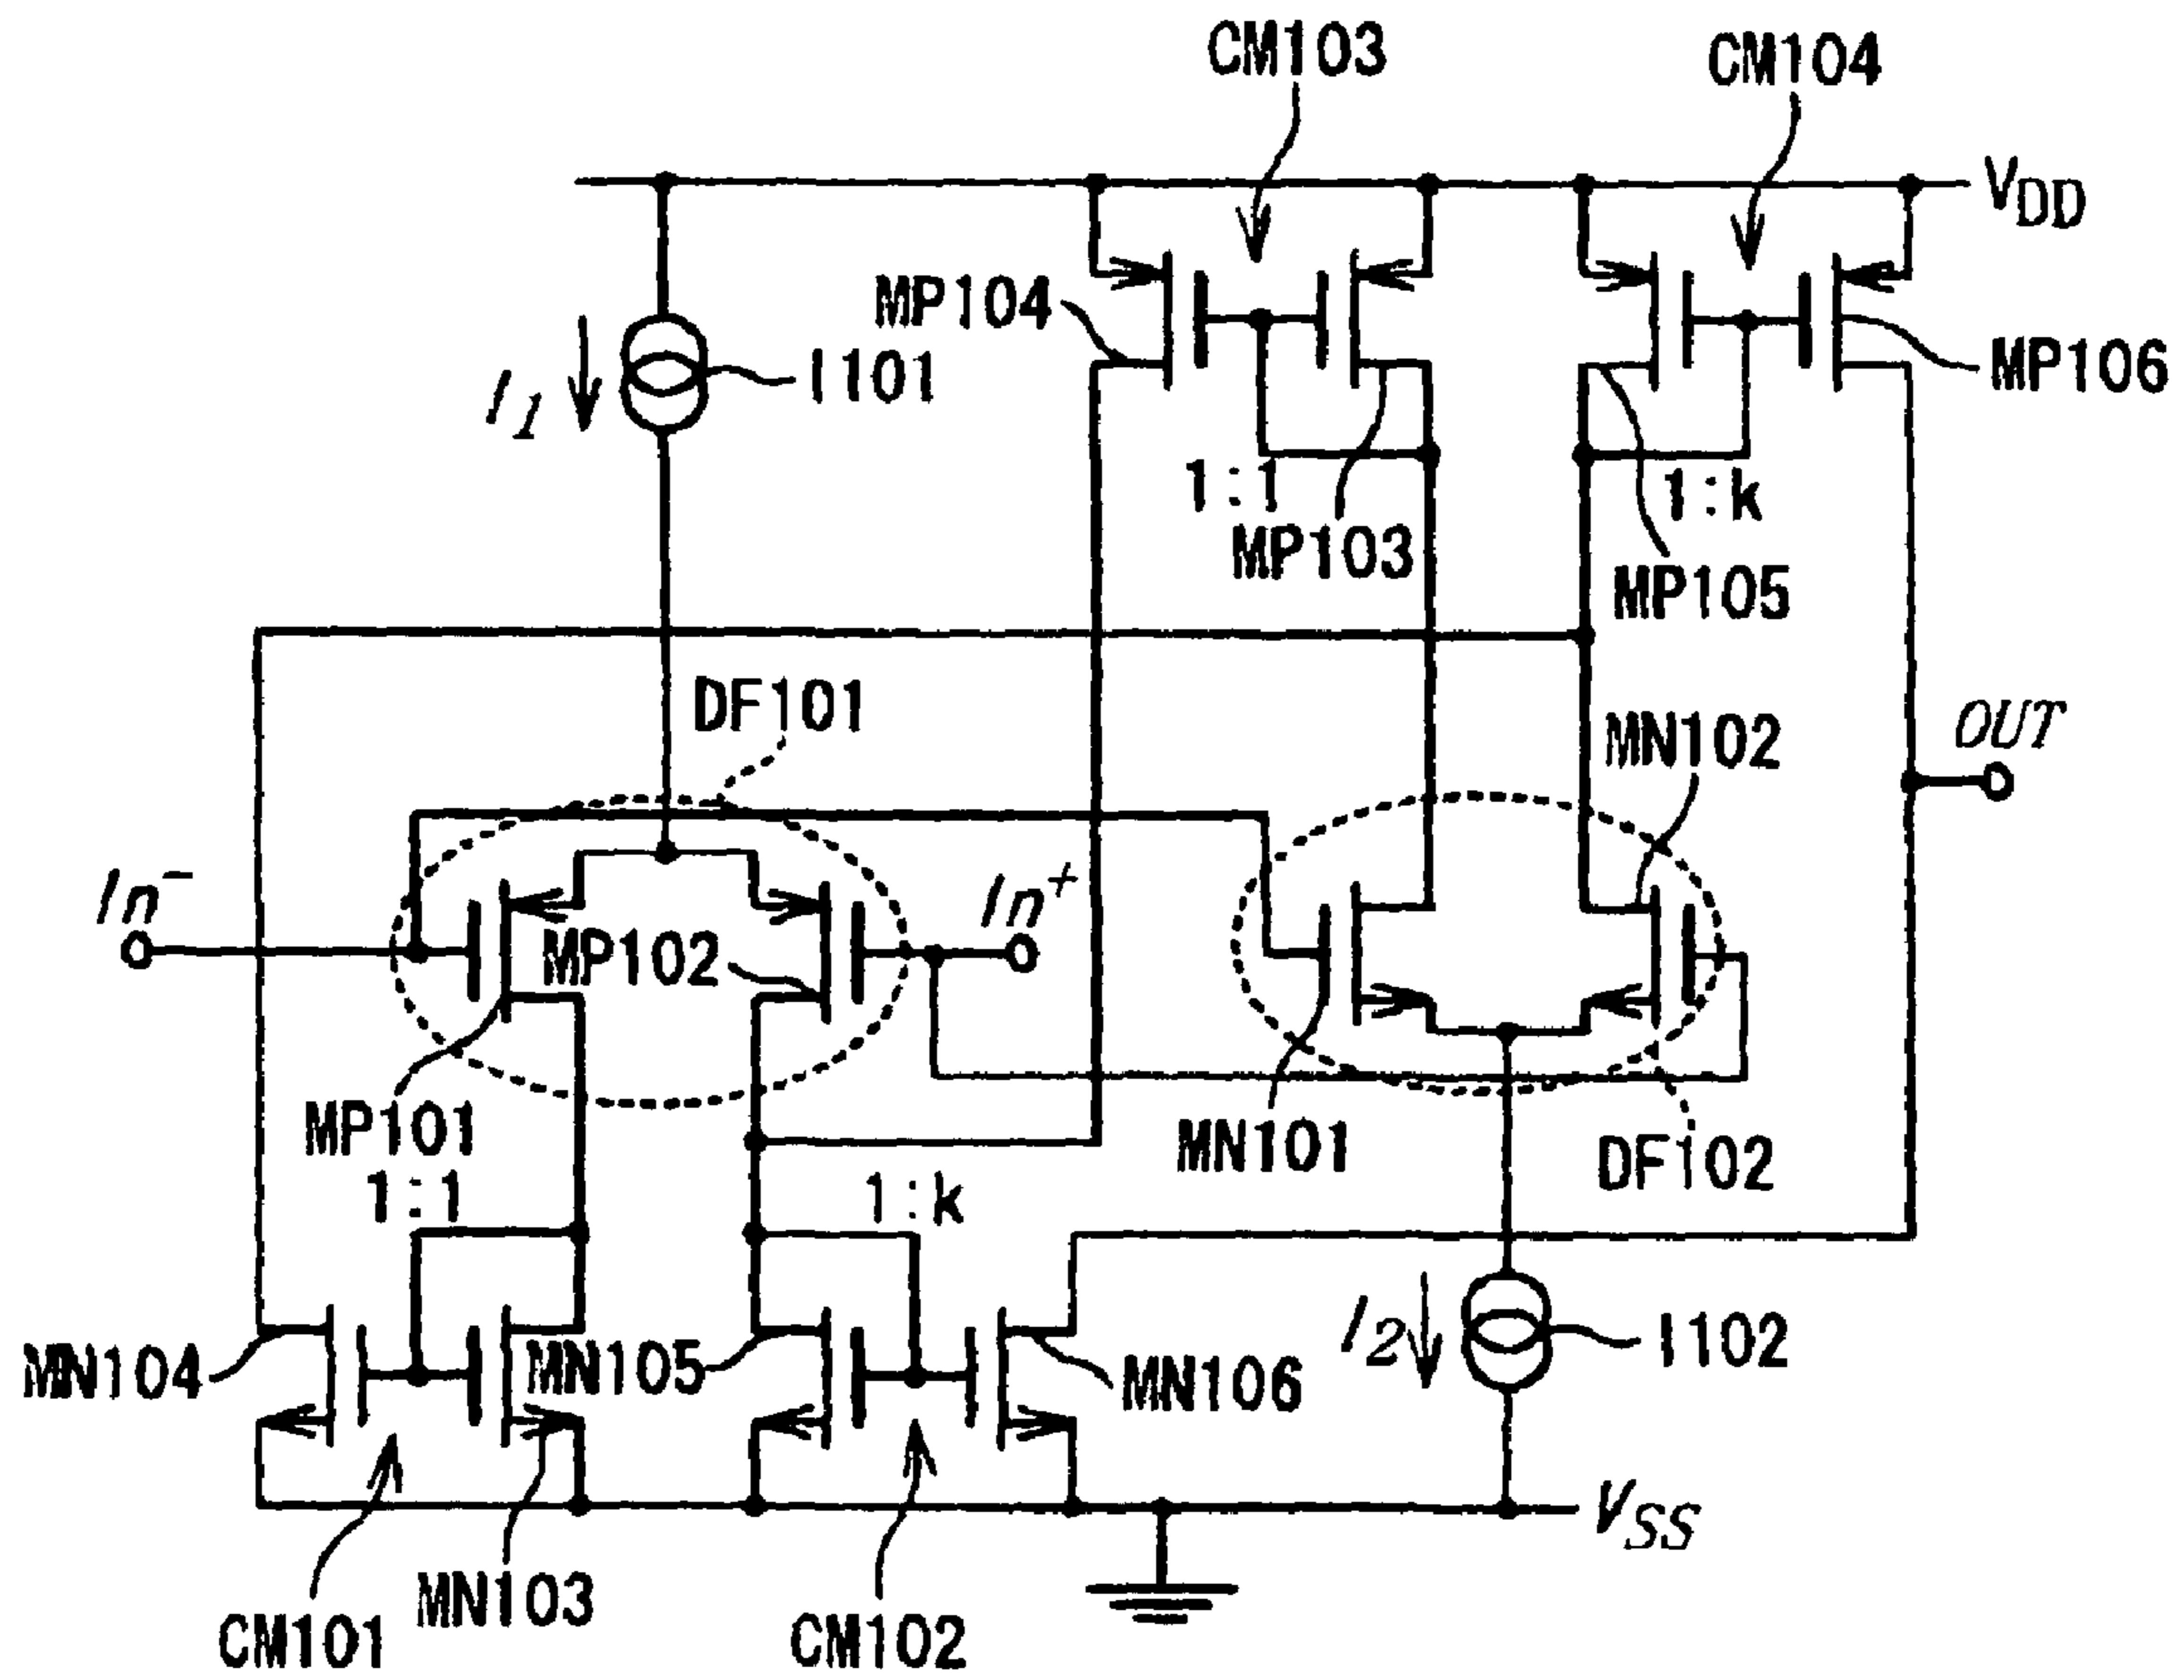 CM103
CM104
VDD
MP104
I1
I101
MP106
1:1
1:k
MP103
MP105
DF101
MN102
OUT
In−
In+
MP102
MP101
MN101
DF102
1:1
1:k
MN104
MN105
MN106
I2
I102
VSS
MN103
CM101
CM102